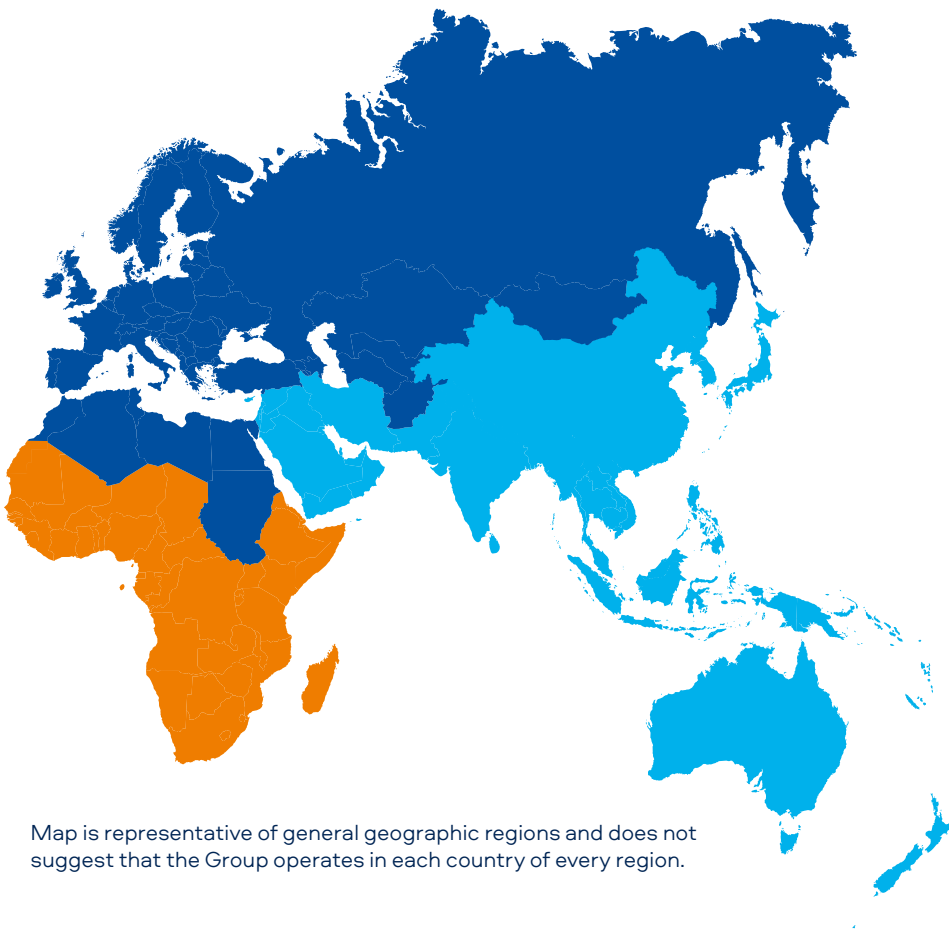 Map is representative of general geographic regions and does not
suggest that the Group operates in each country of every region.